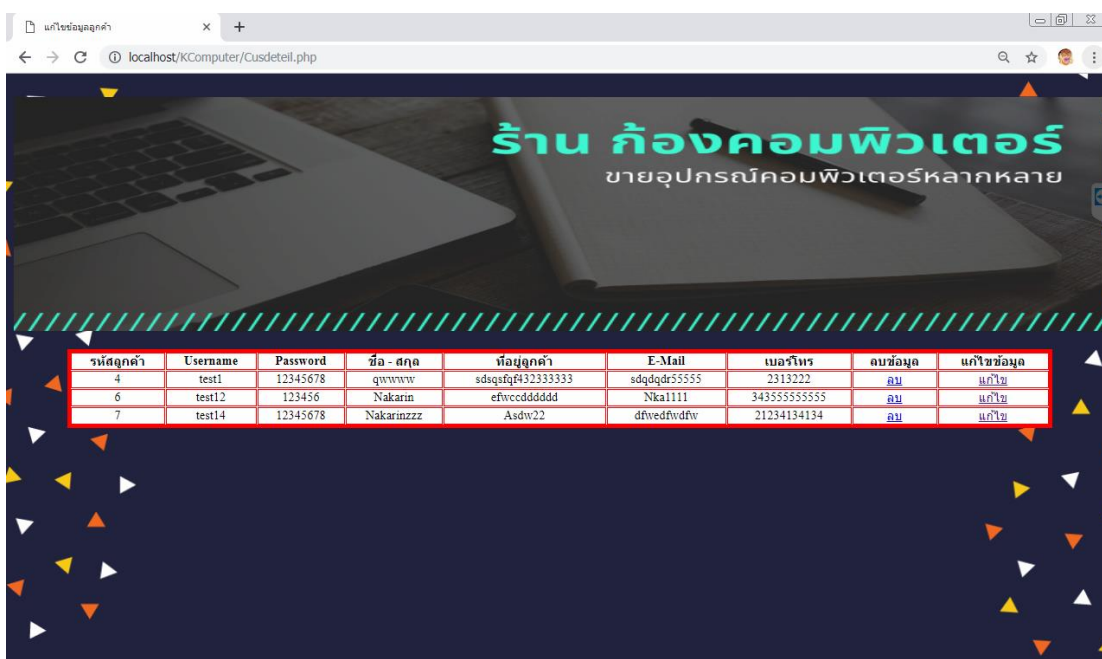 แก้ไขข้อมูลลูกค้า
localhost/KComputer/Cusdeteil.php
ร้าน ก้องคอมพิวเตอร์
ขายอุปกรณ์คอมพิวเตอร์หลากหลาย
รหัสลูกค้า Username Password ชื่อ - สกุล ที่อยู่ลูกค้า E-Mail เบอร์โทร ลบข้อมูล แก้ไขข้อมูล
4 test1 12345678 qwwww sdsqsfqf432333333 sdqdqdr55555 2313222 ลบ แก้ไข
6 test12 123456 Nakarin efwccdddddd Nka1111 343555555555 ลบ แก้ไข
7 test14 12345678 Nakarinzzz Asdw22 dfwedfwdfw 21234134134 ลบ แก้ไข